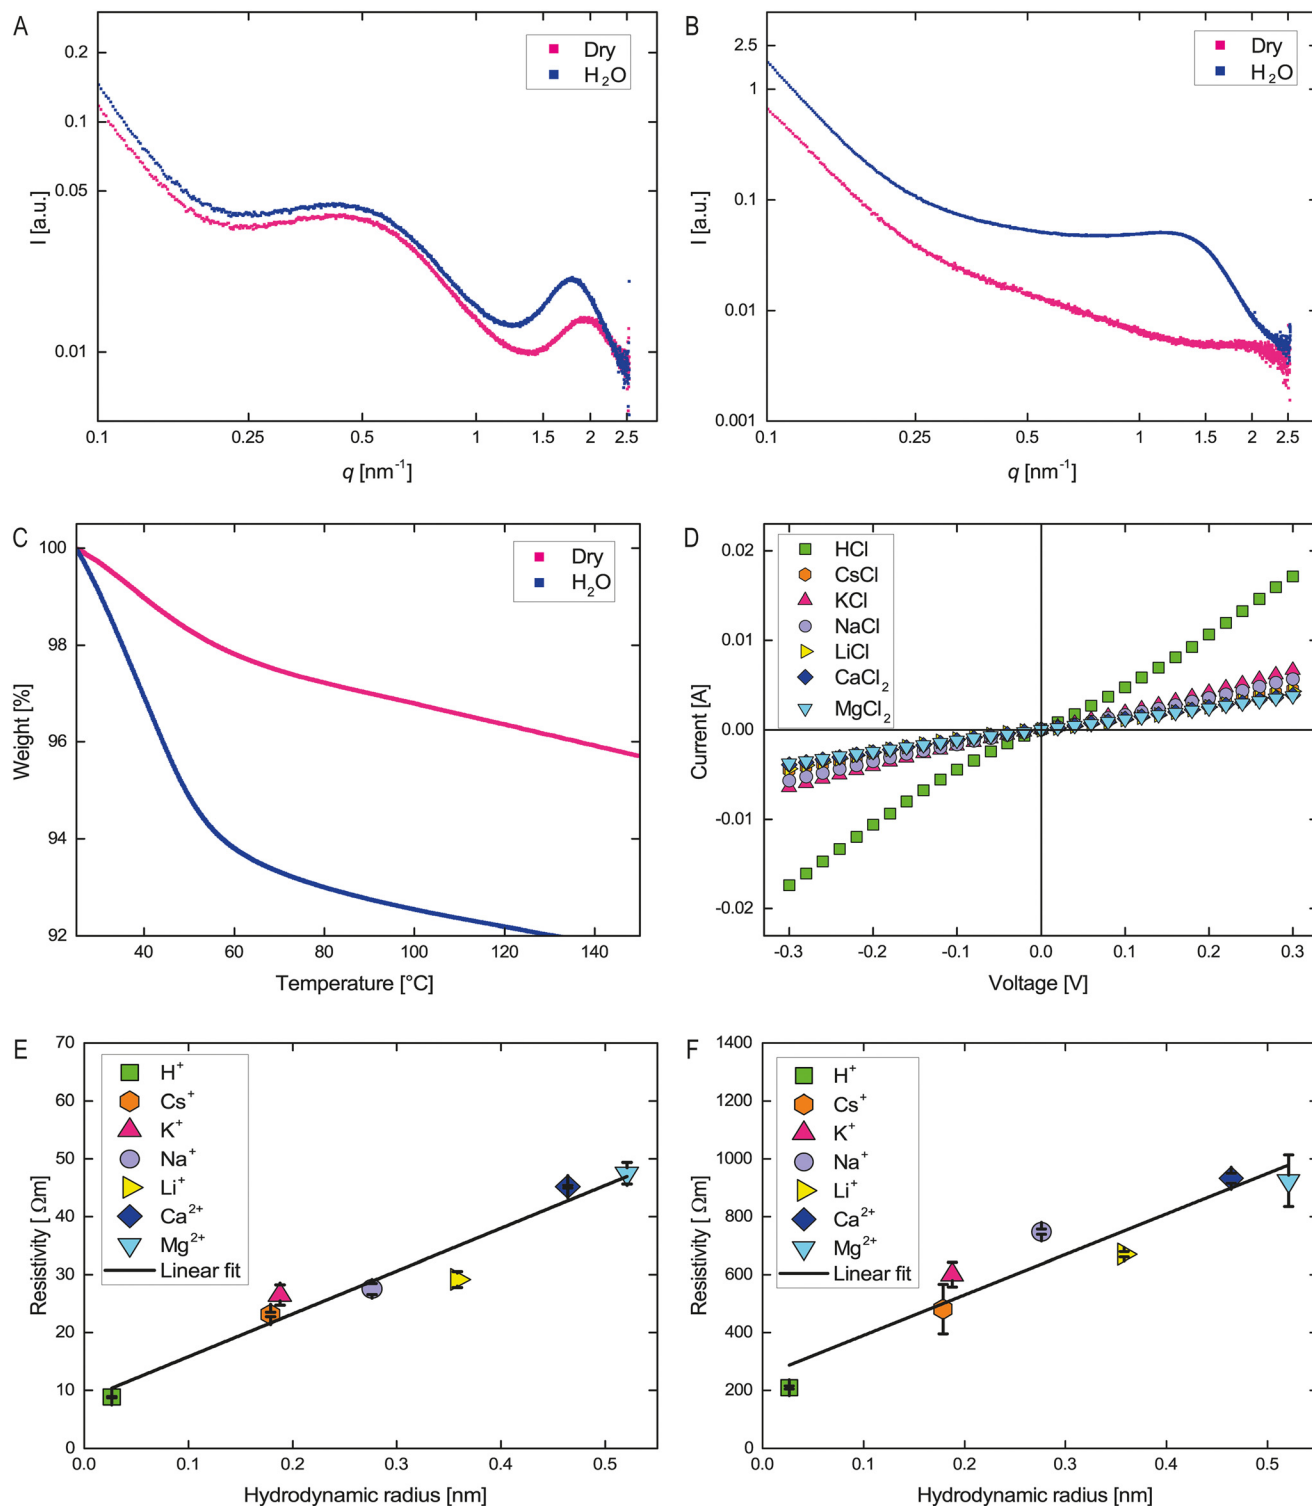 A
Dry
H₂O
0.2
0.1
0.05
0.01
I [a.u.]
0.1 0.25 0.5 1 1.5 2 2.5
q [nm⁻¹]
B
Dry
H₂O
2.5
1
0.1
0.01
0.001
I [a.u.]
0.1 0.25 0.5 1 1.5 2 2.5
q [nm⁻¹]
C
Dry
H₂O
100
98
96
94
92
Weight [%]
40 60 80 100 120 140
Temperature [°C]
D
HCl
CsCl
KCl
NaCl
LiCl
CaCl₂
MgCl₂
0.02
0.01
0.00
-0.01
-0.02
Current [A]
-0.3 -0.2 -0.1 0.0 0.1 0.2 0.3
Voltage [V]
E
H⁺
Cs⁺
K⁺
Na⁺
Li⁺
Ca²⁺
Mg²⁺
Linear fit
70
60
50
40
30
20
10
0
Resistivity [ Ωm]
0.0 0.1 0.2 0.3 0.4 0.5
Hydrodynamic radius [nm]
F
H⁺
Cs⁺
K⁺
Na⁺
Li⁺
Ca²⁺
Mg²⁺
Linear fit
1400
1200
1000
800
600
400
200
0
Resistivity [ Ωm]
0.0 0.1 0.2 0.3 0.4 0.5
Hydrodynamic radius [nm]